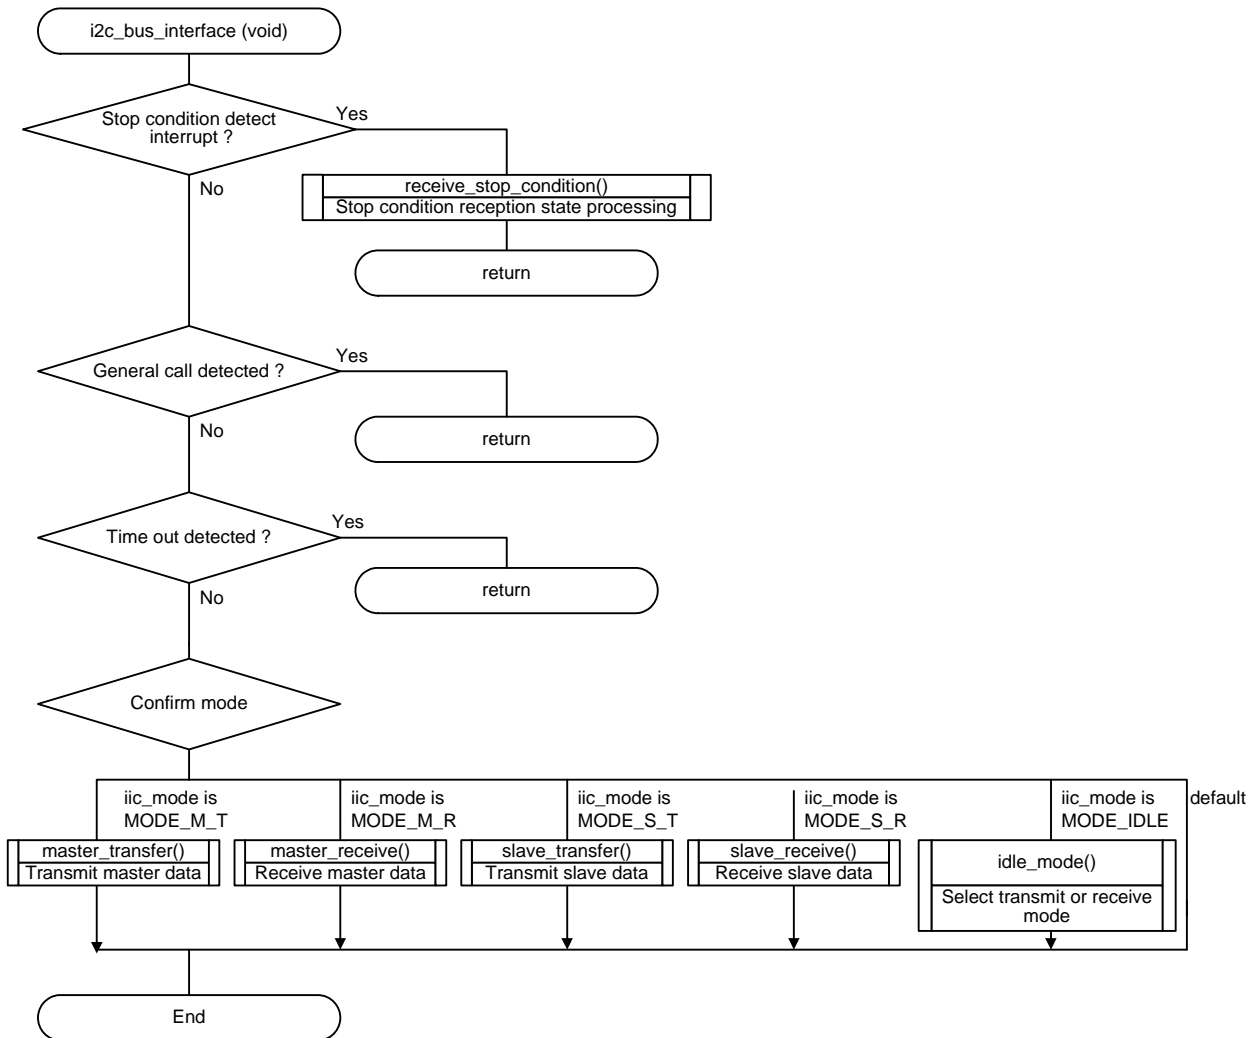 i2c_bus_interface (void)
Stop condition detect
interrupt ?
Yes
No
receive_stop_condition()
Stop condition reception state processing
return
General call detected ?
Yes
No
return
Time out detected ?
Yes
No
return
Confirm mode
iic_mode is
MODE_M_T
iic_mode is
MODE_M_R
iic_mode is
MODE_S_T
iic_mode is
MODE_S_R
iic_mode is
MODE_IDLE
default
master_transfer()
Transmit master data
master_receive()
Receive master data
slave_transfer()
Transmit slave data
slave_receive()
Receive slave data
idle_mode()
Select transmit or receive
mode
End